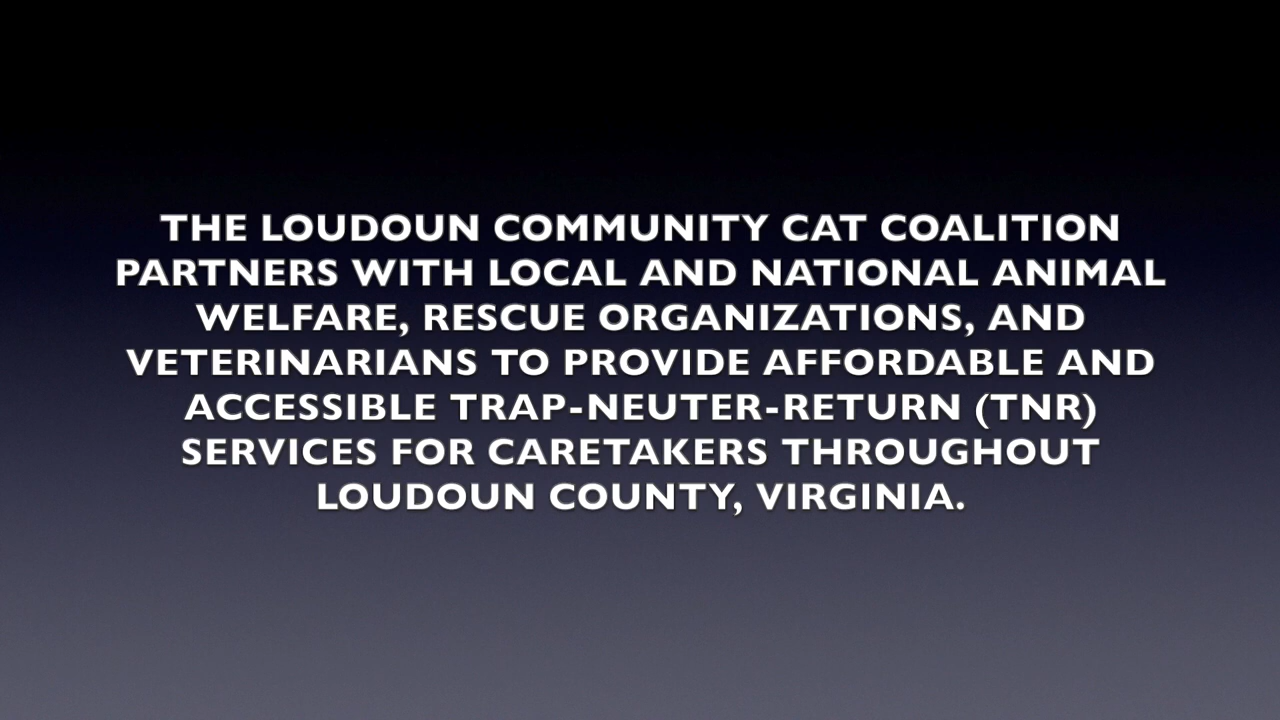 THE LOUDOUN COMMUNITY CAT COALITION
PARTNERS WITH LOCAL AND NATIONAL ANIMAL
WELFARE, RESCUE ORGANIZATIONS, AND
VETERINARIANS TO PROVIDE AFFORDABLE AND
ACCESSIBLE TRAP-NEUTER-RETURN (TNR)
SERVICES FOR CARETAKERS THROUGHOUT
LOUDOUN COUNTY, VIRGINIA.